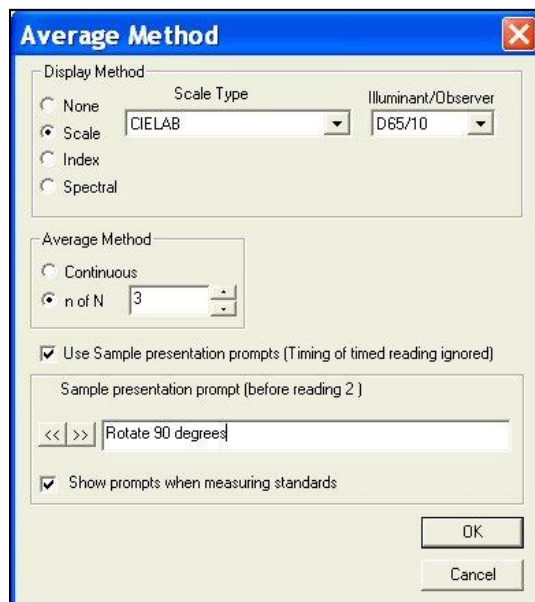 Average Method
Display Method
None
Scale
Index
Spectral
Scale Type
CIELAB
Illuminant/Observer
D65/10
Average Method
Continuous
n of N
3
Use Sample presentation prompts (Timing of timed reading ignored)
Sample presentation prompt (before reading 2 )
<< >> Rotate 90 degrees
Show prompts when measuring standards
OK
Cancel